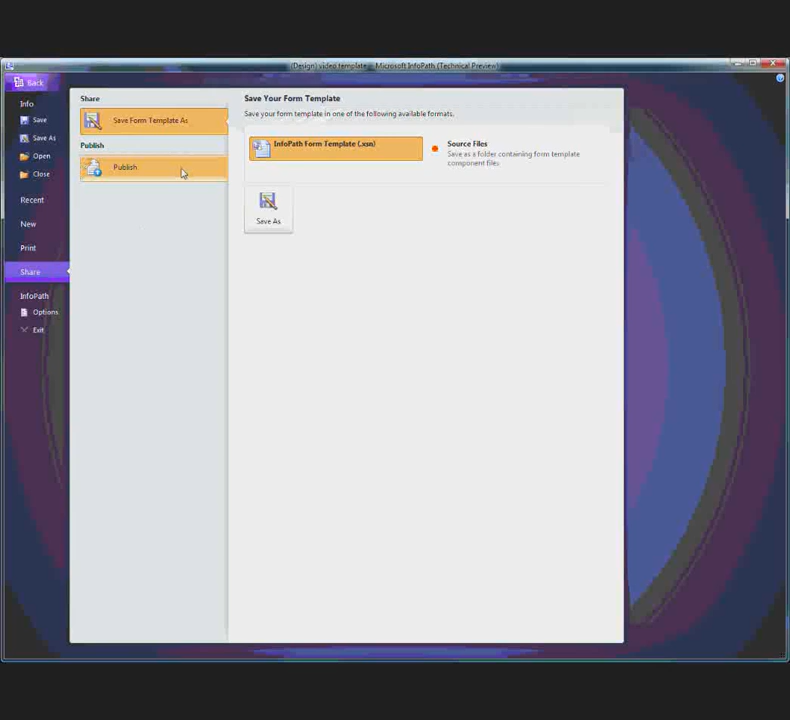 (Design) video template - Microsoft InfoPath (Technical Preview)
Back
Info
Save
Save As
Open
Close
Recent
New
Print
Share
InfoPath
Options
Exit
Share
Save Form Template As
Publish
Publish
Save Your Form Template
Save your form template in one of the following available formats.
InfoPath Form Template (.xsn)
Source Files
Save as a folder containing form template
component files
Save As